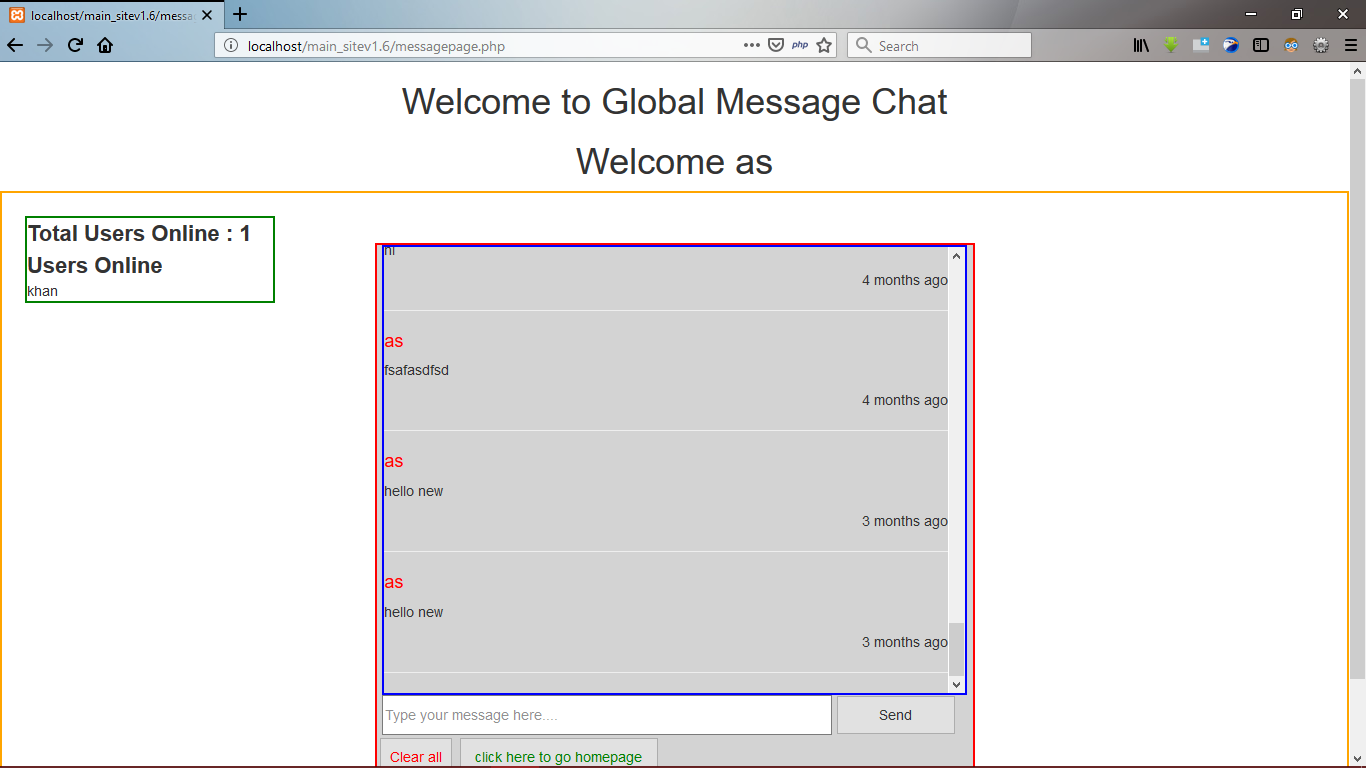 localhost/main_sitev1.6/messa
localhost/main_sitev1.6/messagepage.php
php
Search
Welcome to Global Message Chat
Welcome as
Total Users Online : 1
Users Online
khan
hi
4 months ago
as
fsafasdfsd
4 months ago
as
hello new
3 months ago
as
hello new
3 months ago
Type your message here....
Send
Clear all
click here to go homepage